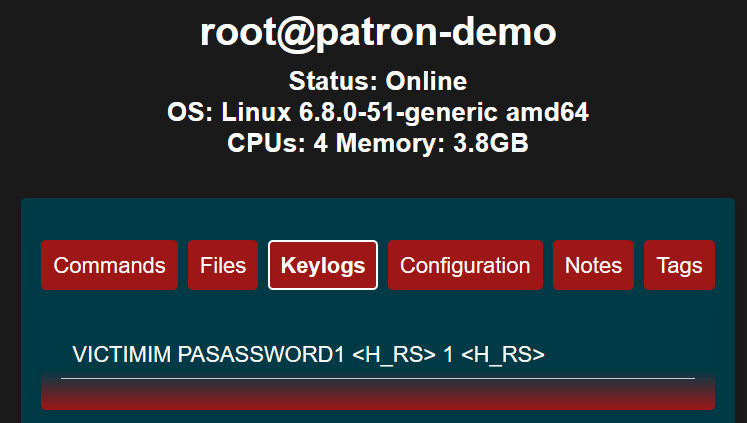 root@patron-demo
Status: Online
OS: Linux 6.8.0-51-generic amd64
CPUs: 4 Memory: 3.8GB
Commands Files Keylogs Configuration Notes Tags
VICTIMIM PASASSWORD1 <H_RS> 1 <H_RS>